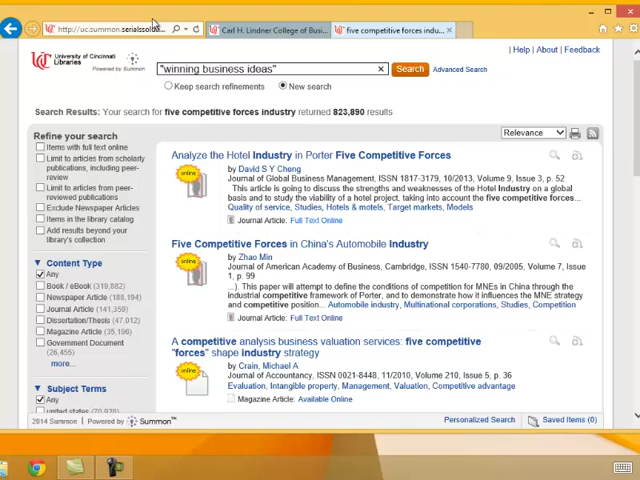 http://uc.summon.serialssolu...
Carl H. Lindner College of Busi...
five competitive forces indu...
Help | About | Feedback
University of Cincinnati
Libraries
Powered by Summon
"winning business ideas"
Search
Advanced Search
Keep search refinements
New search
Search Results: Your search for five competitive forces industry returned 823,890 results
Refine your search
Items with full text online
Limit to articles from scholarly
publications, including
peer-review
Limit to articles from peer-
reviewed publications
Exclude Newspaper Articles
Items in the library catalog
Add results beyond your
library's collection
Content Type
Any
Book / eBook (319,882)
Newspaper Article (188,194)
Journal Article (141,359)
Dissertation/Thesis (47,012)
Magazine Article (35,196)
Government Document
(26,455)
more...
Subject Terms
Any
united states (70,928)
Relevance
Analyze the Hotel Industry in Porter Five Competitive Forces
online
by David S Y Cheng
Journal of Global Business Management, ISSN 1817-3179, 10/2013, Volume 9, Issue 3, p. 52
This article is going to discuss the strengths and weaknesses of the Hotel Industry on a global
basis and to study the viability of a hotel project, taking into account the five competitive forces...
Quality of service, Studies, Hotels & motels, Target markets, Models
Journal Article: Full Text Online
Five Competitive Forces in China's Automobile Industry
online
by Zhao Min
Journal of American Academy of Business, Cambridge, ISSN 1540-7780, 09/2005, Volume 7, Issue
1, p. 99
...). This paper will attempt to define the conditions of competition for MNEs in China through the
industrial competitive framework of Porter, and to demonstrate how it influences the MNE strategy
and competitive position... Automobile industry, Multinational corporations, Studies, Competition
Journal Article: Full Text Online
A competitive analysis business valuation services: five competitive
"forces" shape industry strategy
online
by Crain, Michael A
Journal of Accountancy, ISSN 0021-8448, 11/2010, Volume 210, Issue 5, p. 36
Evaluation, Intangible property, Management, Valuation, Competitive advantage
Magazine Article: Available Online
2014 Summon | Powered by Summon™
Personalized Search
Saved Items (0)